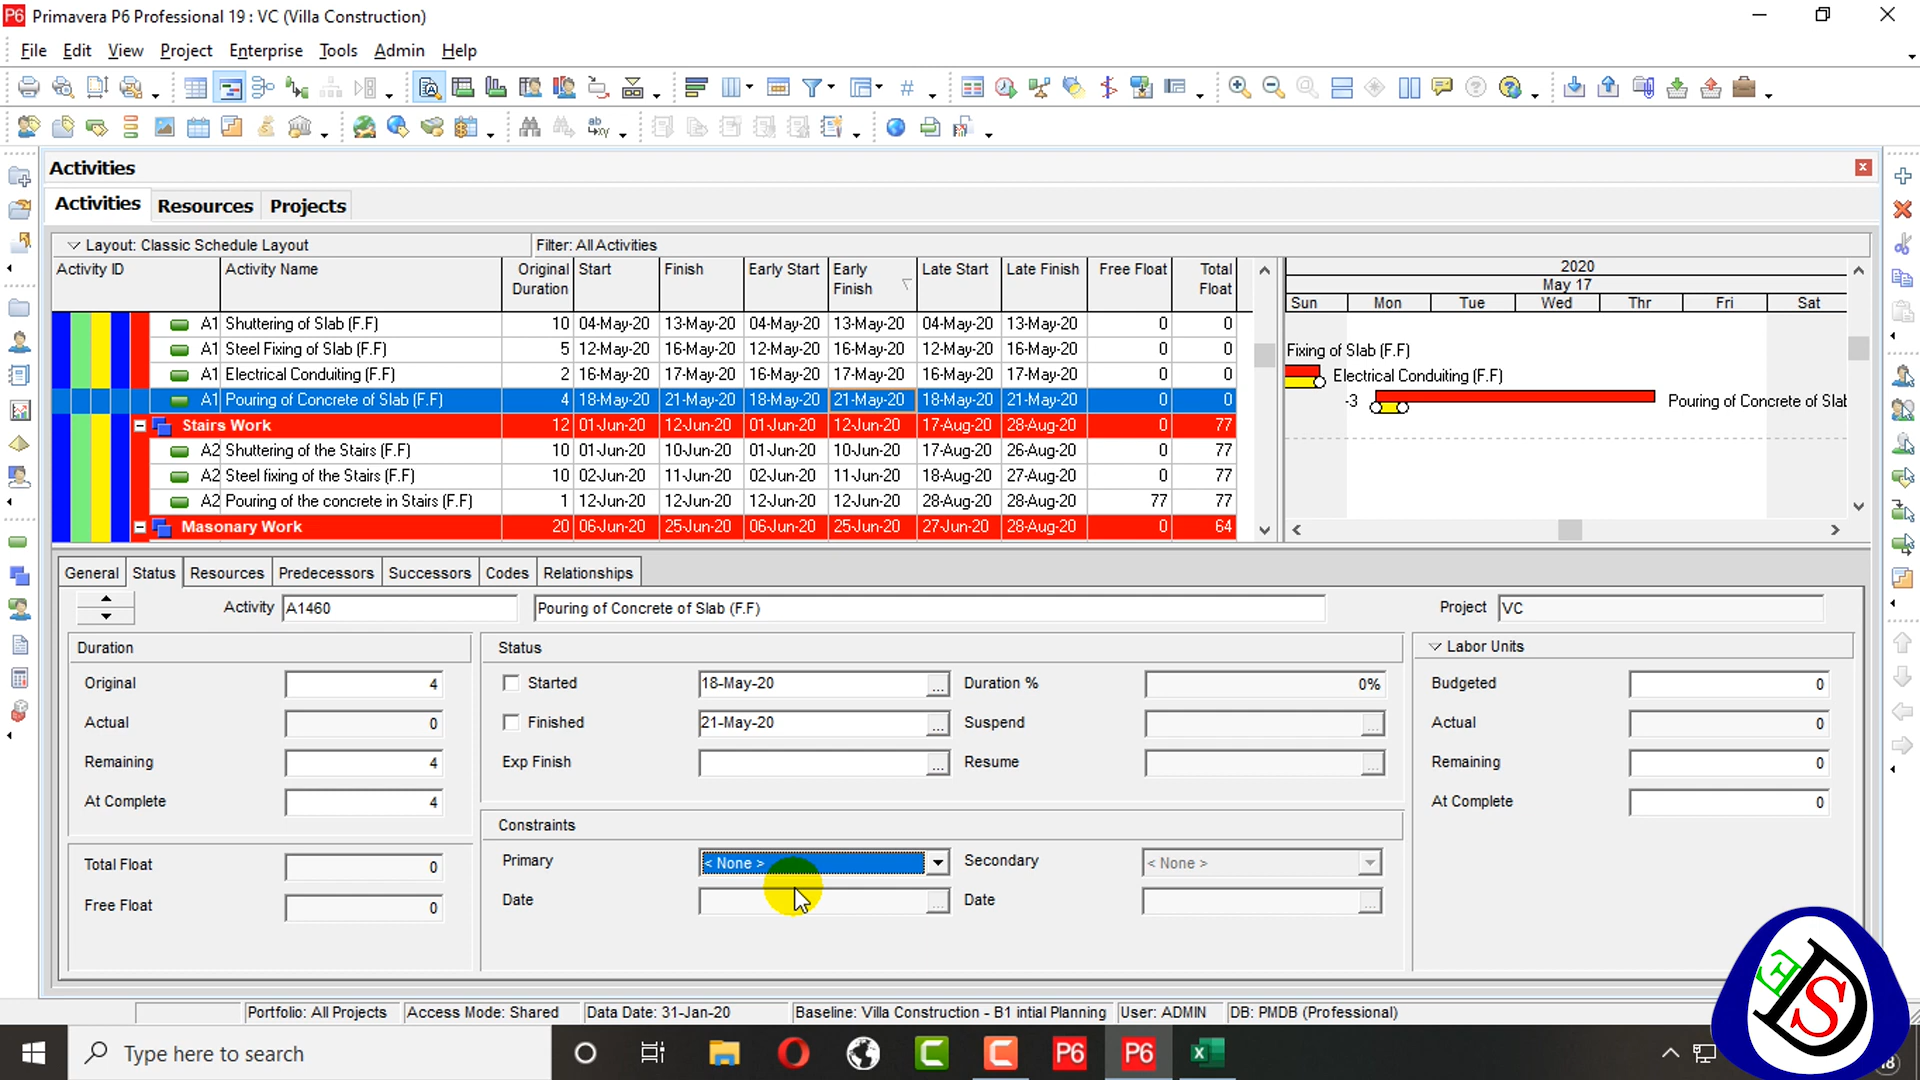 Primavera P6 Professional 19 : VC (Villa Construction)
File Edit View Project Enterprise Tools Admin Help
Activities
Activities Resources Projects
Layout: Classic Schedule Layout Filter: All Activities
Activity ID Activity Name Original Duration Start Finish Early Start Early Finish Late Start Late Finish Free Float Total Float
2020
May 17
Sun Mon Tue Wed Thr Fri Sat
A1 Shuttering of Slab (F.F) 10 04-May-20 13-May-20 04-May-20 13-May-20 04-May-20 13-May-20 0 0
A1 Steel Fixing of Slab (F.F) 5 12-May-20 16-May-20 12-May-20 16-May-20 12-May-20 16-May-20 0 0 Fixing of Slab (F.F)
A1 Electrical Conduiting (F.F) 2 16-May-20 17-May-20 16-May-20 17-May-20 16-May-20 17-May-20 0 0 Electrical Conduiting (F.F)
A1 Pouring of Concrete of Slab (F.F) 4 18-May-20 21-May-20 18-May-20 21-May-20 18-May-20 21-May-20 0 0 -3 Pouring of Concrete of Slab
Stairs Work 12 01-Jun-20 12-Jun-20 01-Jun-20 12-Jun-20 17-Aug-20 28-Aug-20 0 77
A2 Shuttering of the Stairs (F.F) 10 01-Jun-20 10-Jun-20 01-Jun-20 10-Jun-20 17-Aug-20 26-Aug-20 0 77
A2 Steel fixing of the Stairs (F.F) 10 02-Jun-20 11-Jun-20 02-Jun-20 11-Jun-20 18-Aug-20 27-Aug-20 0 77
A2 Pouring of the concrete in Stairs (F.F) 1 12-Jun-20 12-Jun-20 12-Jun-20 12-Jun-20 28-Aug-20 28-Aug-20 77 77
Masonary Work 20 06-Jun-20 25-Jun-20 06-Jun-20 25-Jun-20 27-Jun-20 28-Aug-20 0 64
General Status Resources Predecessors Successors Codes Relationships
Activity A1460 Pouring of Concrete of Slab (F.F) Project VC
Duration Status Labor Units
Original 4 Started 18-May-20 Duration % 0% Budgeted 0
Actual 0 Finished 21-May-20 Suspend Actual 0
Remaining 4 Exp Finish Resume Remaining 0
At Complete 4 At Complete 0
Constraints
Total Float 0 Primary < None > Secondary < None >
Free Float 0 Date Date
Portfolio: All Projects Access Mode: Shared Data Date: 31-Jan-20 Baseline: Villa Construction - B1 intial Planning User: ADMIN DB: PMDB (Professional)
Type here to search